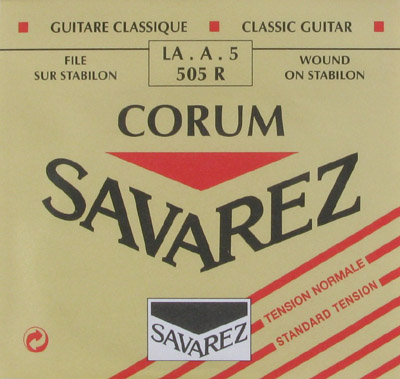 GUITARE CLASSIQUE ■ CLASSIC GUITAR
FILE
SUR STABILON
LA . A . 5
505 R
WOUND
ON STABILON
CORUM
SAVAREZ
TENSION NORMALE
STANDARD TENSION
SAVAREZ